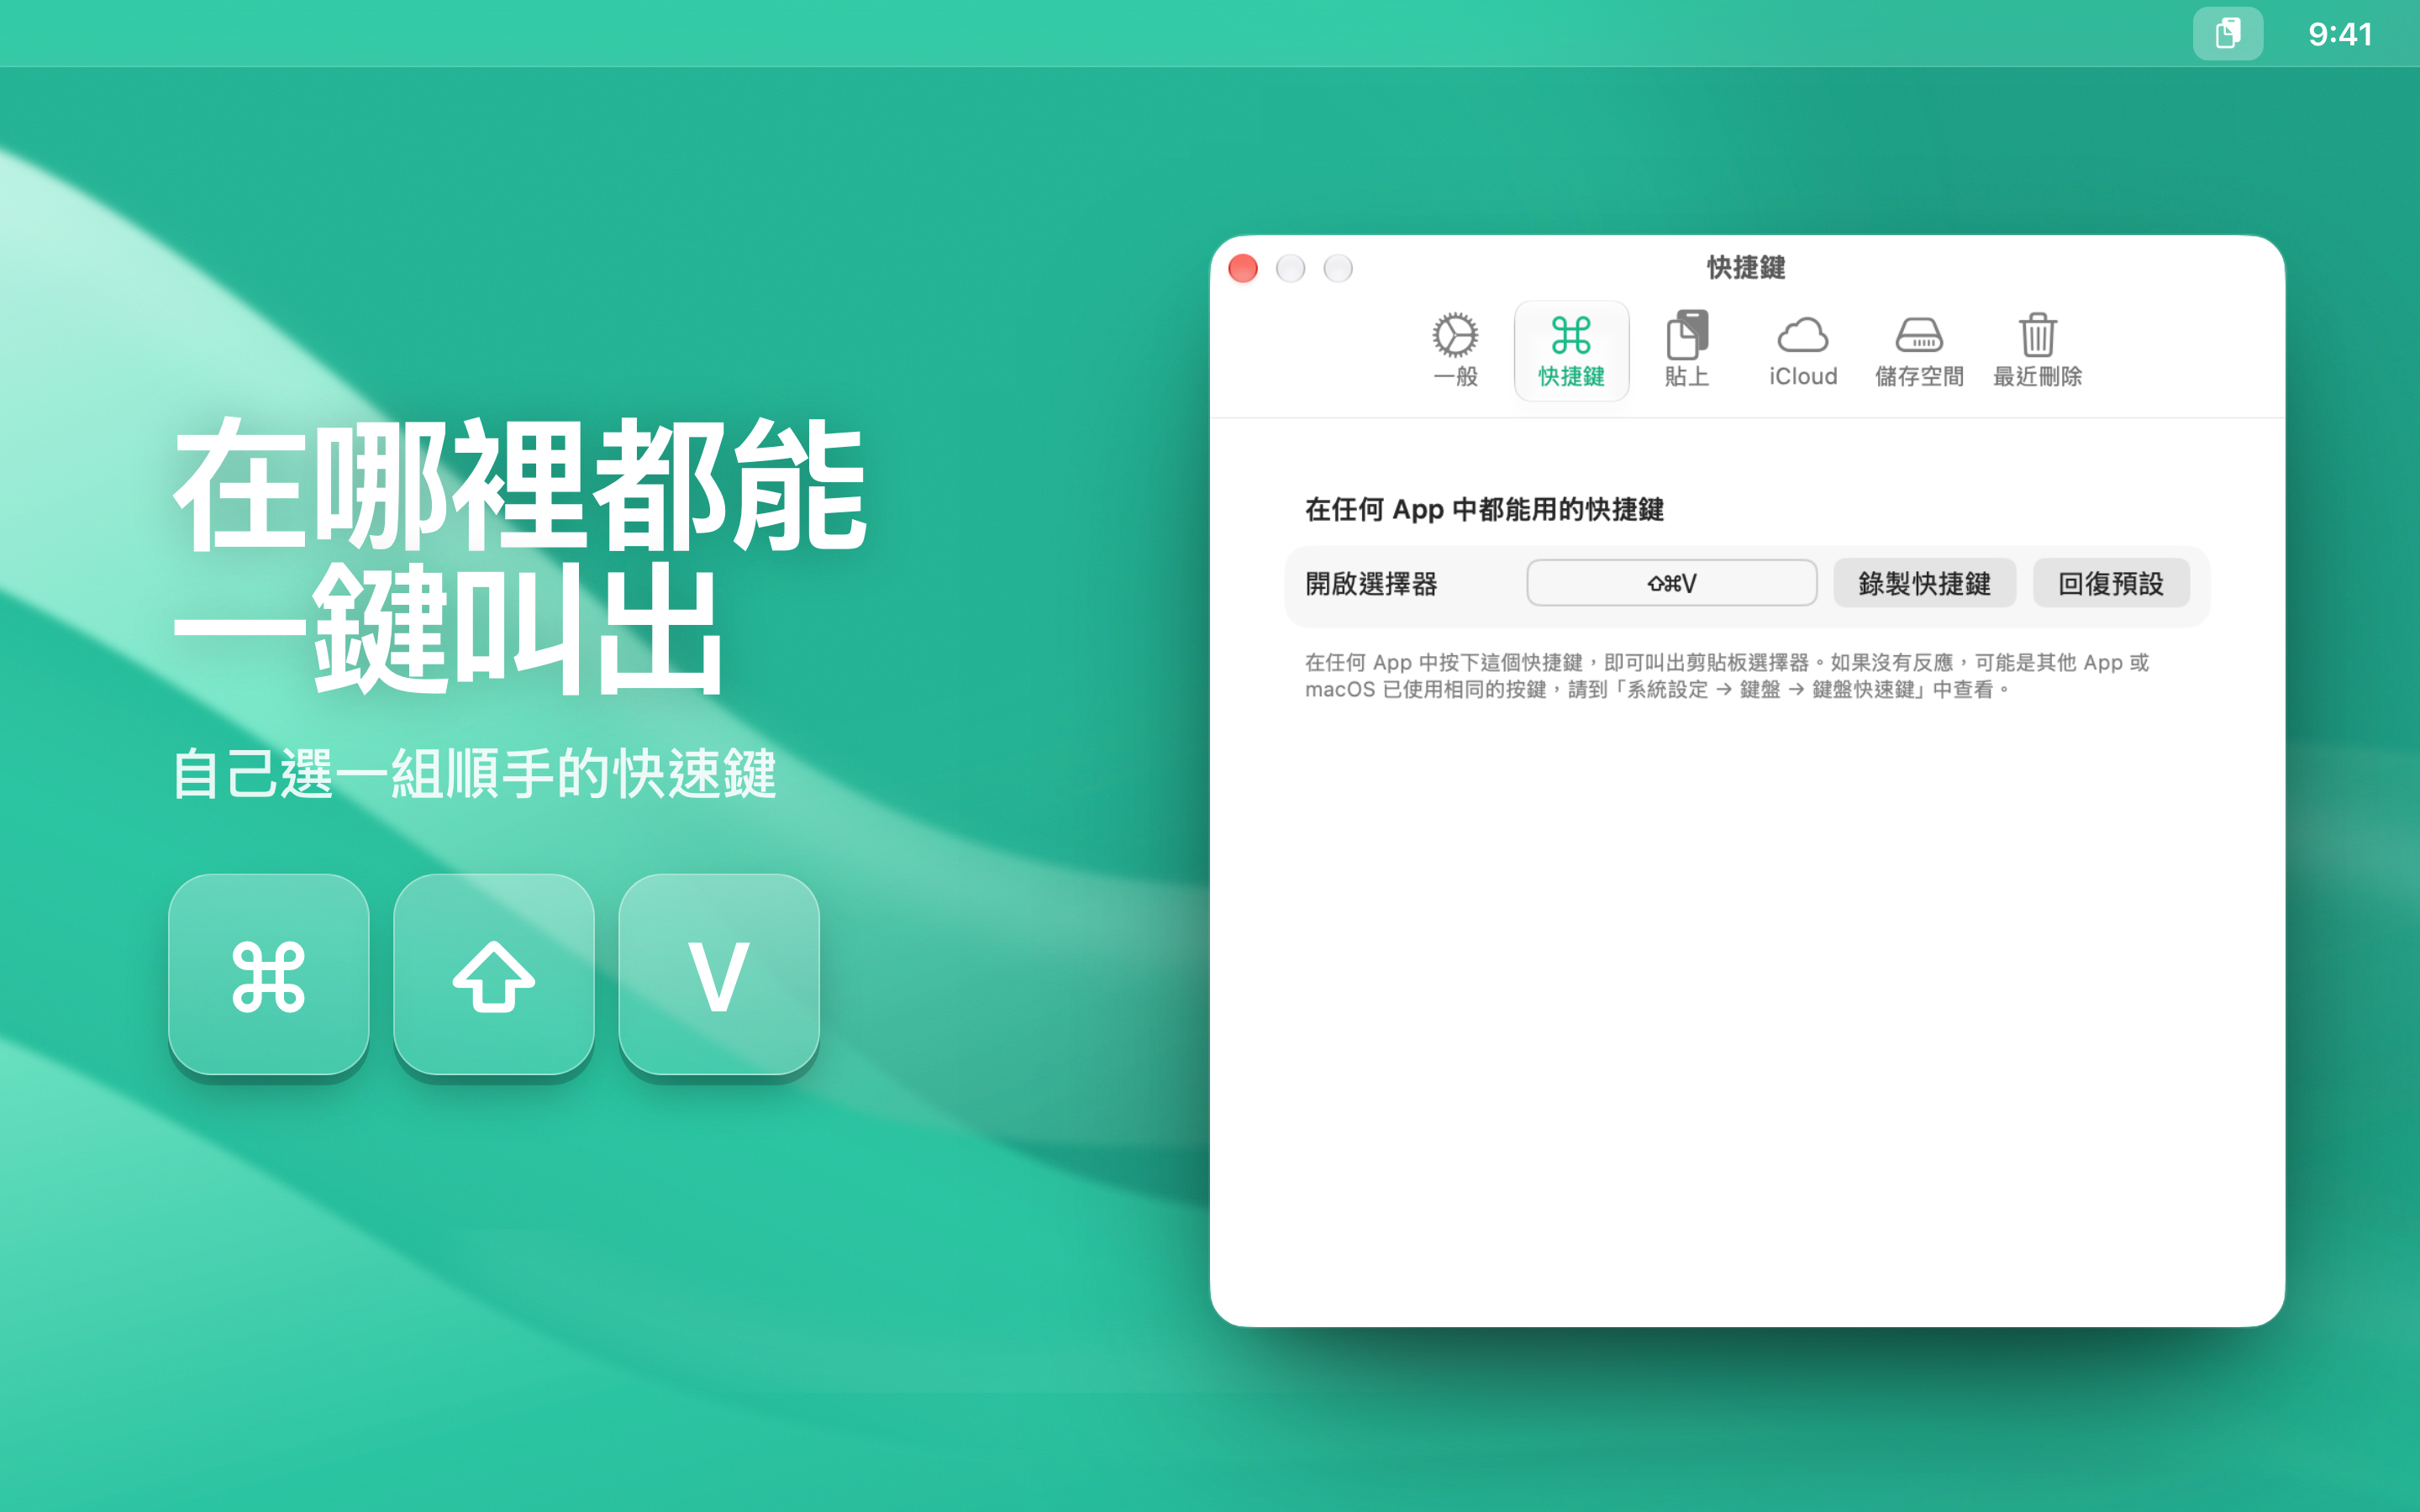 9:41
在哪裡都能
一鍵叫出
自己選一組順手的快速鍵
⌘ ⇧ V
快捷鍵
一般 快捷鍵 貼上 iCloud 儲存空間 最近刪除
在任何 App 中都能用的快捷鍵
開啟選擇器 ⇧⌘V 錄製快捷鍵 回復預設
在任何 App 中按下這個快捷鍵，即可叫出剪貼板選擇器。如果沒有反應，可能是其他 App 或
macOS 已使用相同的按鍵，請到「系統設定 → 鍵盤 → 鍵盤快速鍵」中查看。